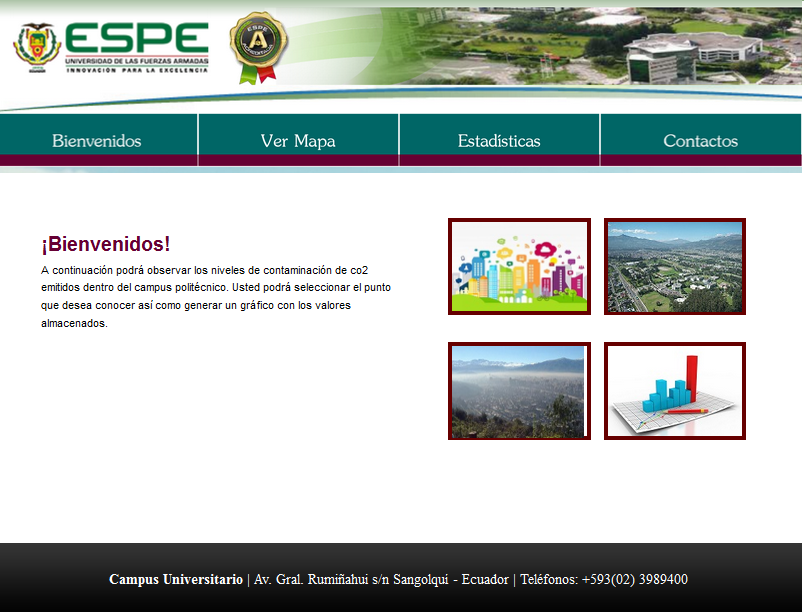 ESPE
UNIVERSIDAD DE LAS FUERZAS ARMADAS
INNOVACIÓN PARA LA EXCELENCIA
ESPE
A
Bienvenidos
Ver Mapa
Estadísticas
Contactos
¡Bienvenidos!
A continuación podrá observar los niveles de contaminación de co2
emitidos dentro del campus politécnico. Usted podrá seleccionar el punto
que desea conocer así como generar un gráfico con los valores
almacenados.
Campus Universitario | Av. Gral. Rumiñahui s/n Sangolqui - Ecuador | Teléfonos: +593(02) 3989400